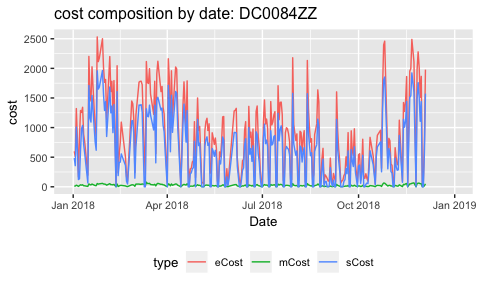 cost composition by date: DC0084ZZ
2500
2000
1500
1000
500
0
cost
Jan 2018 Apr 2018 Jul 2018 Oct 2018 Jan 2019
Date
type eCost mCost sCost